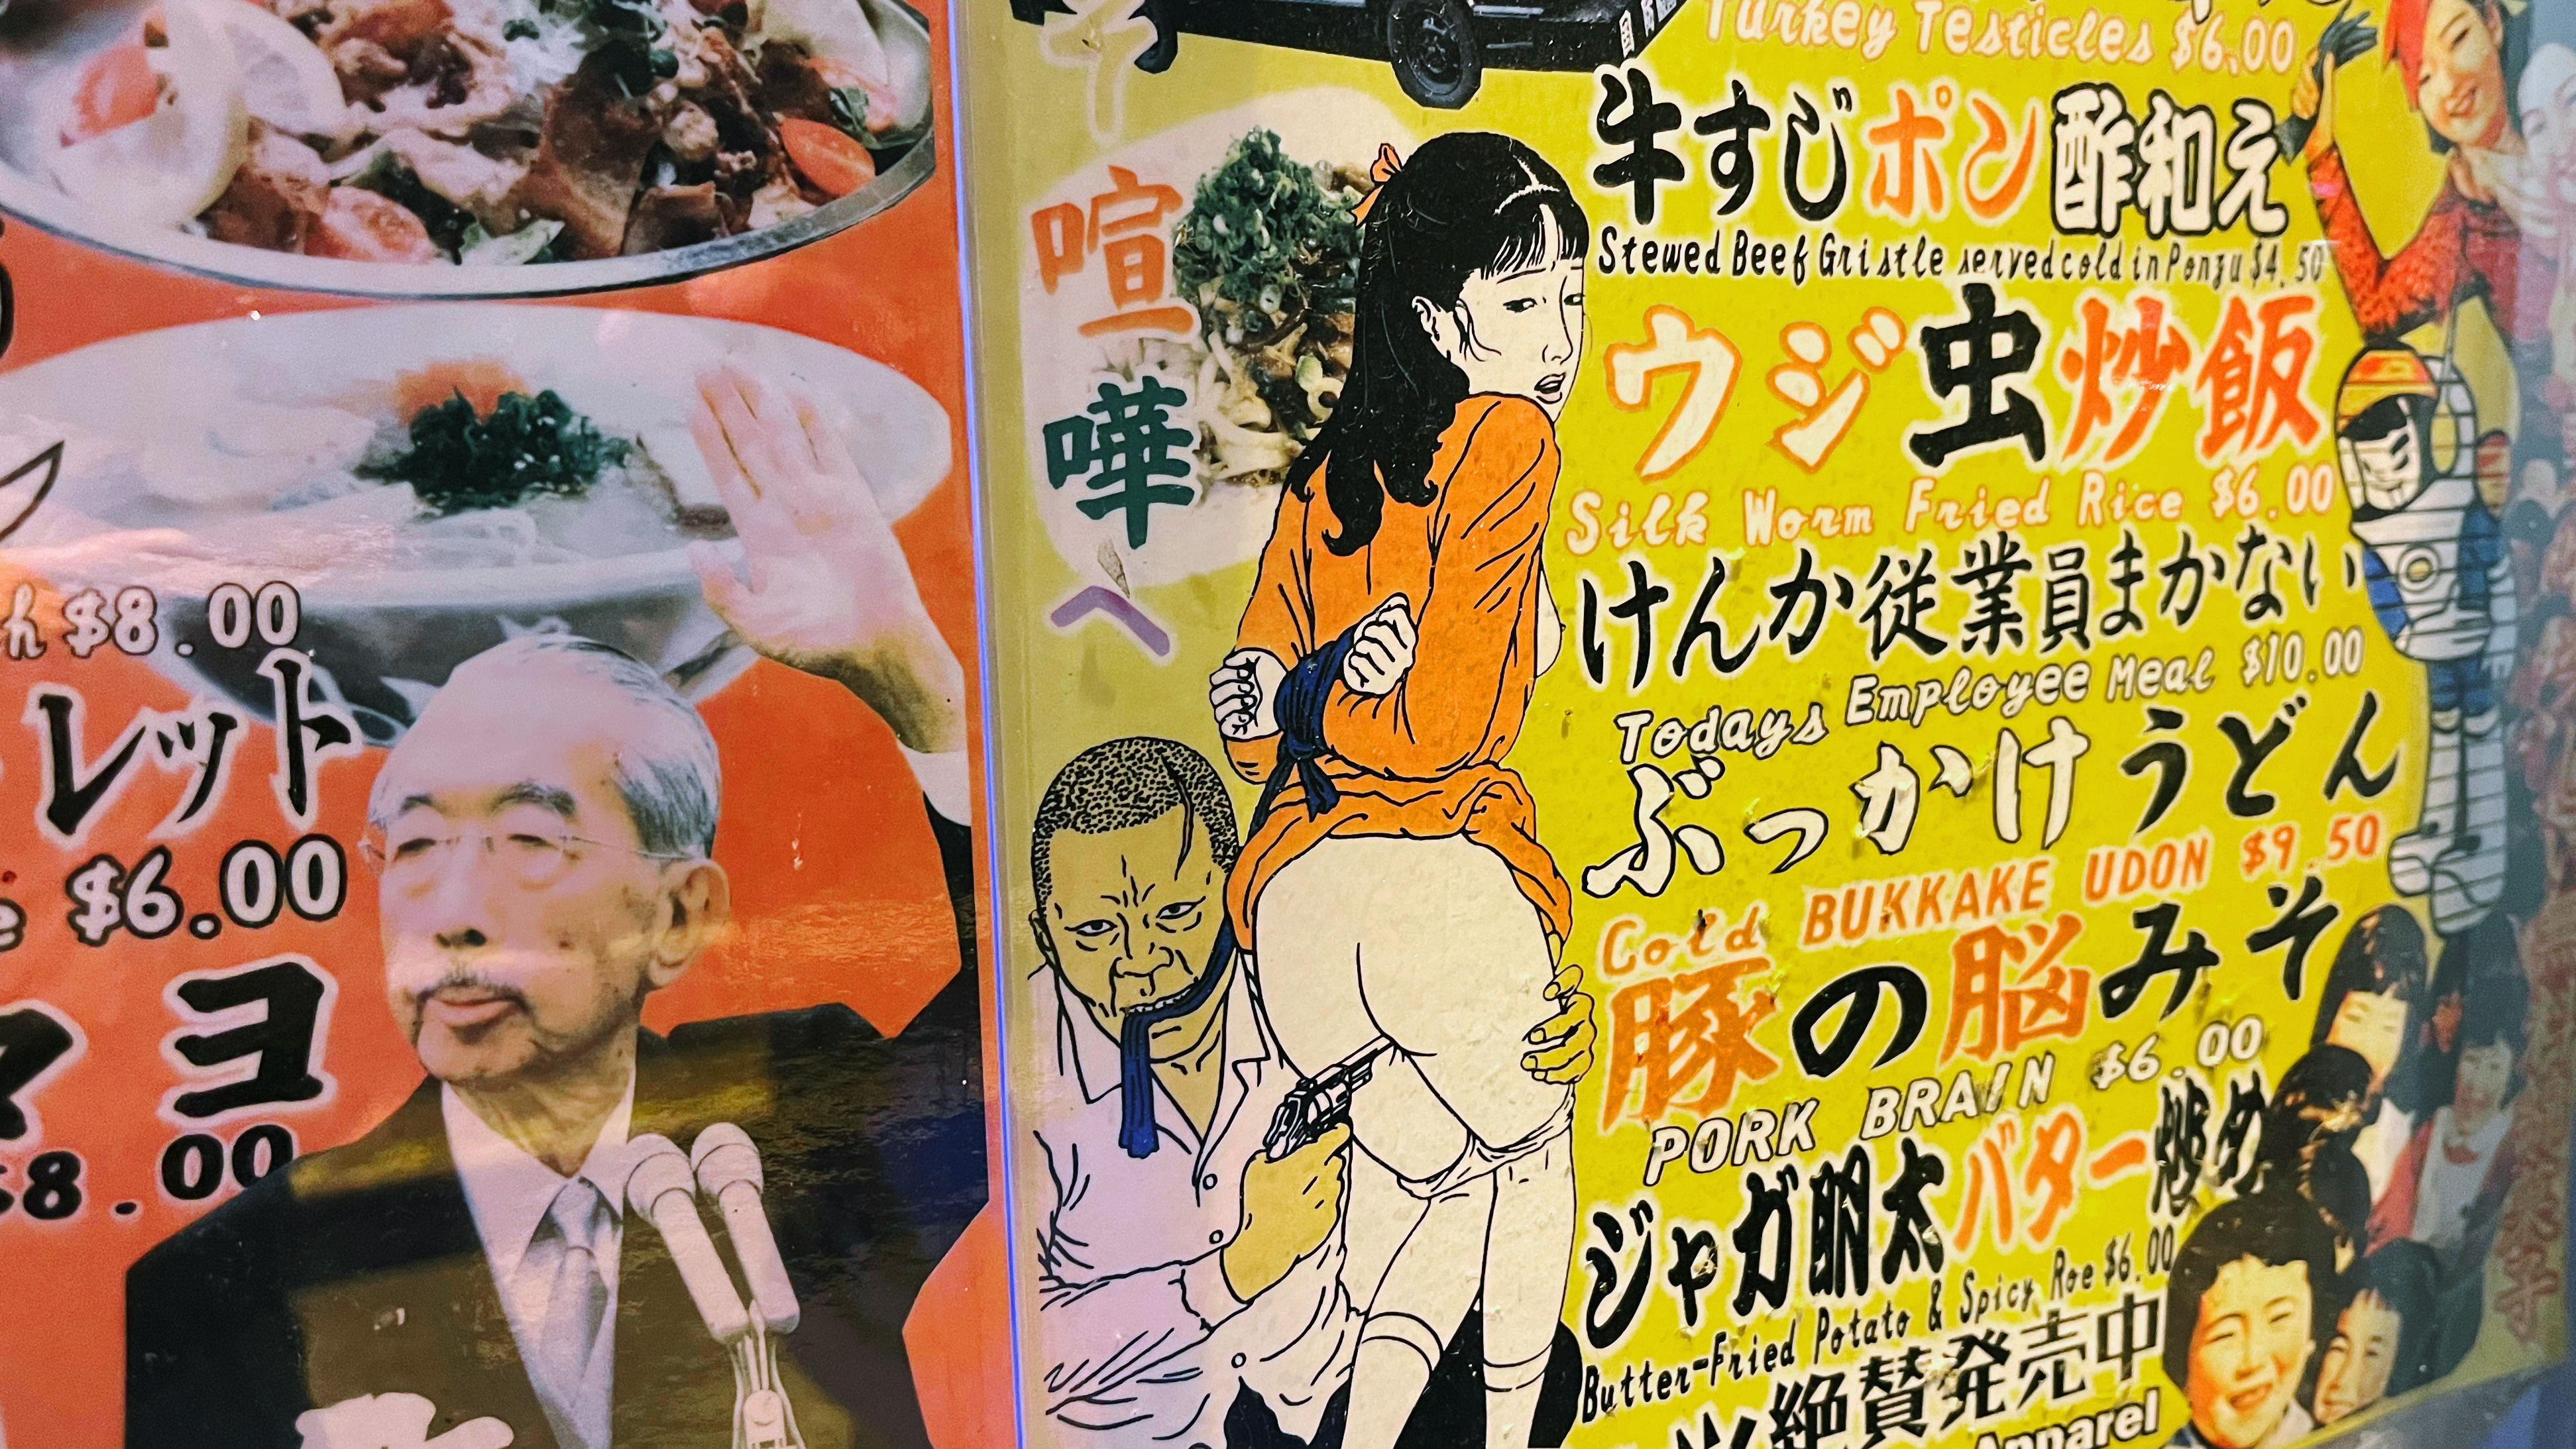 $8.00
レット
$6.00
マヨ
$8.00
喧嘩へ
Turkey Testicles $6.00
牛すじポン酢和え
Stewed Beef Gristle served cold in Ponzu $4.50
ウジ虫炒飯
Silk Worm Fried Rice $6.00
けんか従業員まかない
Todays Employee Meal $10.00
ぶっかけうどん
Cold BUKKAKE UDON $9.50
豚の脳みそ
PORK BRAIN $6.00
ジャガ明太バター炒め
Butter-Fried Potato & Spicy Roe $6.00
絶賛発売中
Apparel